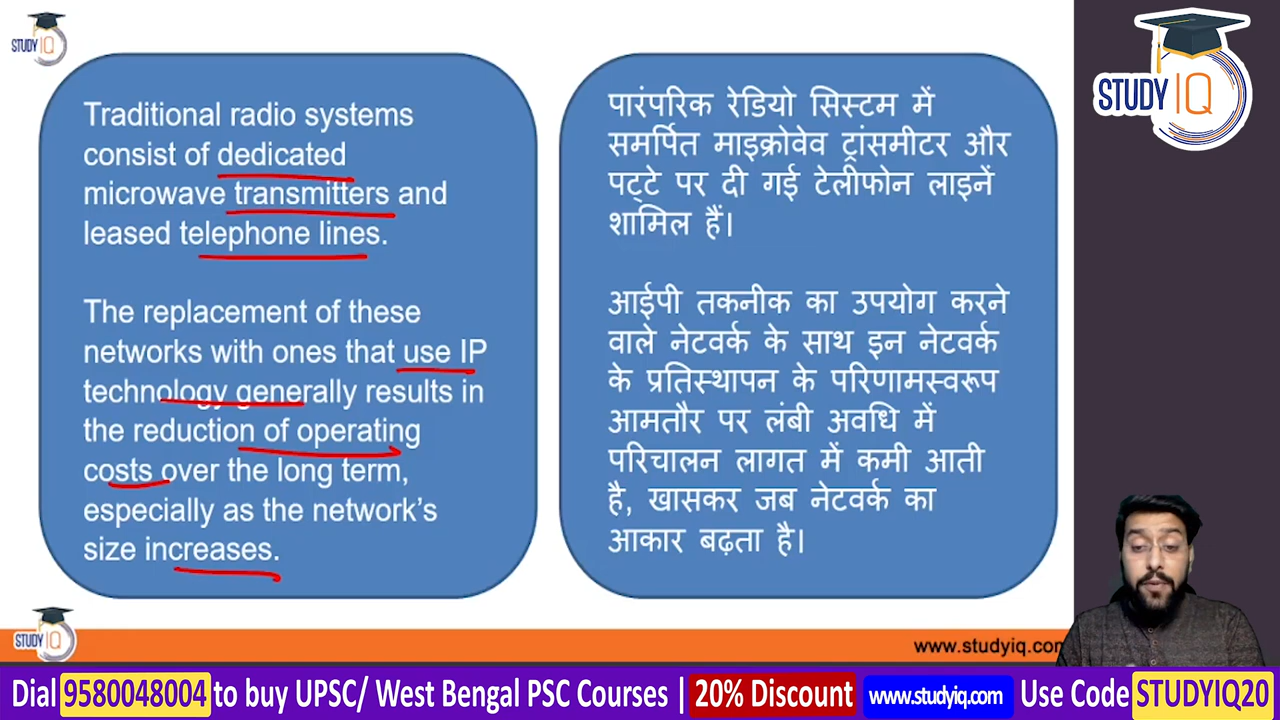 STUDY IQ
Traditional radio systems
consist of dedicated
microwave transmitters and
leased telephone lines.
The replacement of these
networks with ones that use IP
technology generally results in
the reduction of operating
costs over the long term,
especially as the network's
size increases.
पारंपरिक रेडियो सिस्टम में
समर्पित माइक्रोवेव ट्रांसमीटर और
पट्टे पर दी गई टेलीफोन लाइनें
शामिल हैं।
आईपी तकनीक का उपयोग करने
वाले नेटवर्क के साथ इन नेटवर्क
के प्रतिस्थापन के परिणामस्वरूप
आमतौर पर लंबी अवधि में
परिचालन लागत में कमी आती
है, खासकर जब नेटवर्क का
आकार बढ़ता है।
STUDY IQ
STUDY IQ
www.studyiq.com
Dial 9580048004 to buy UPSC/ West Bengal PSC Courses | 20% Discount www.studyiq.com Use Code STUDYIQ20